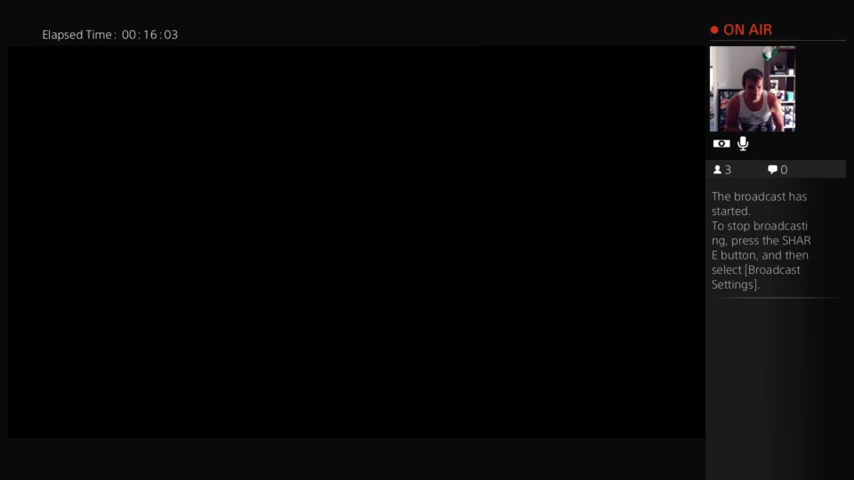 Elapsed Time: 00:16:03
ON AIR
3 0
The broadcast has
started.
To stop broadcasti
ng, press the SHAR
E button, and then
select [Broadcast
Settings].